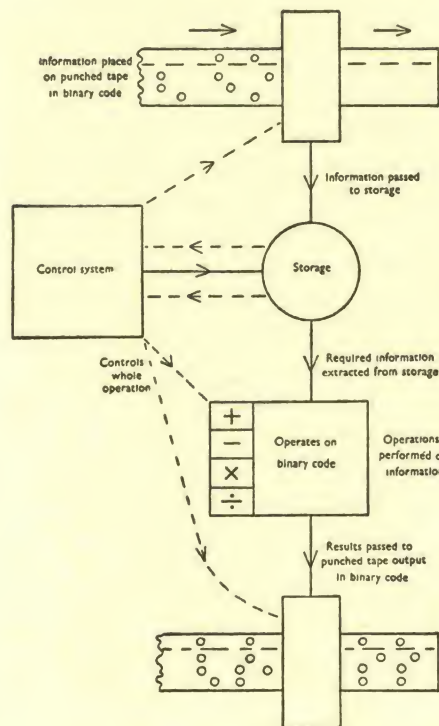 Information placed
on punched tape
in binary code
Information passed
to storage
Control system
Storage
Controls
whole
operation
Required information
extracted from storage
+
−
×
÷
Operates on
binary code
Operations
performed
information
Results passed to
punched tape output
in binary code